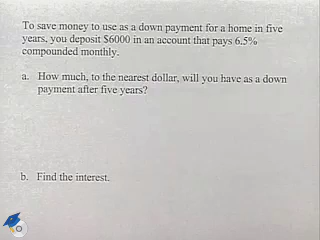 To save money to use as a down payment for a home in five
years, you deposit $6000 in an account that pays 6.5%
compounded monthly.
a. How much, to the nearest dollar, will you have as a down
payment after five years?
b. Find the interest.